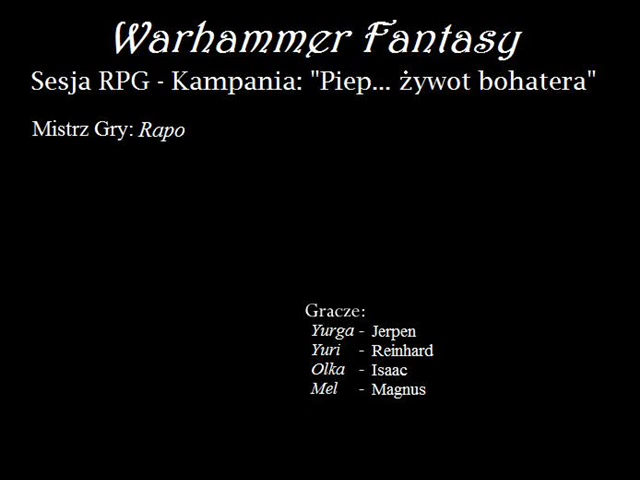 Warhammer Fantasy
Sesja RPG - Kampania: "Piep... żywot bohatera"
Mistrz Gry: Rapo
Gracze:
Yurga - Jerpen
Yuri - Reinhard
Olka - Isaac
Mel - Magnus